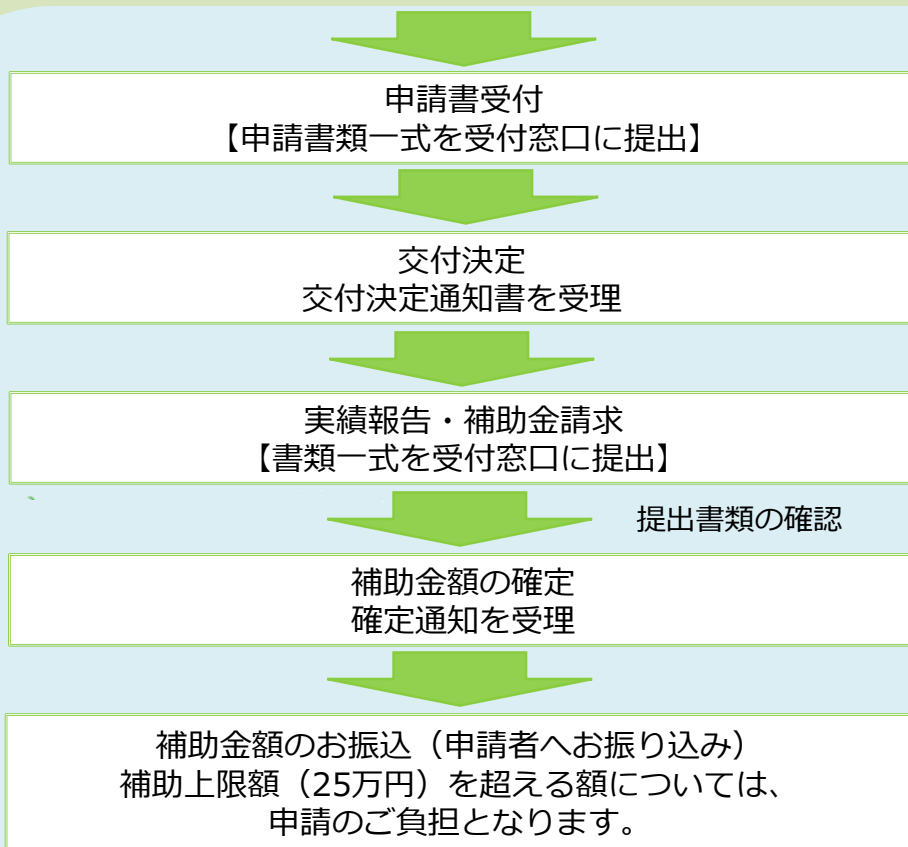 申請書受付
【申請書類一式を受付窓口に提出】
交付決定
交付決定通知書を受理
実績報告・補助金請求
【書類一式を受付窓口に提出】
提出書類の確認
補助金額の確定
確定通知を受理
補助金額のお振込（申請者へお振り込み）
補助上限額（25万円）を超える額については、
申請のご負担となります。